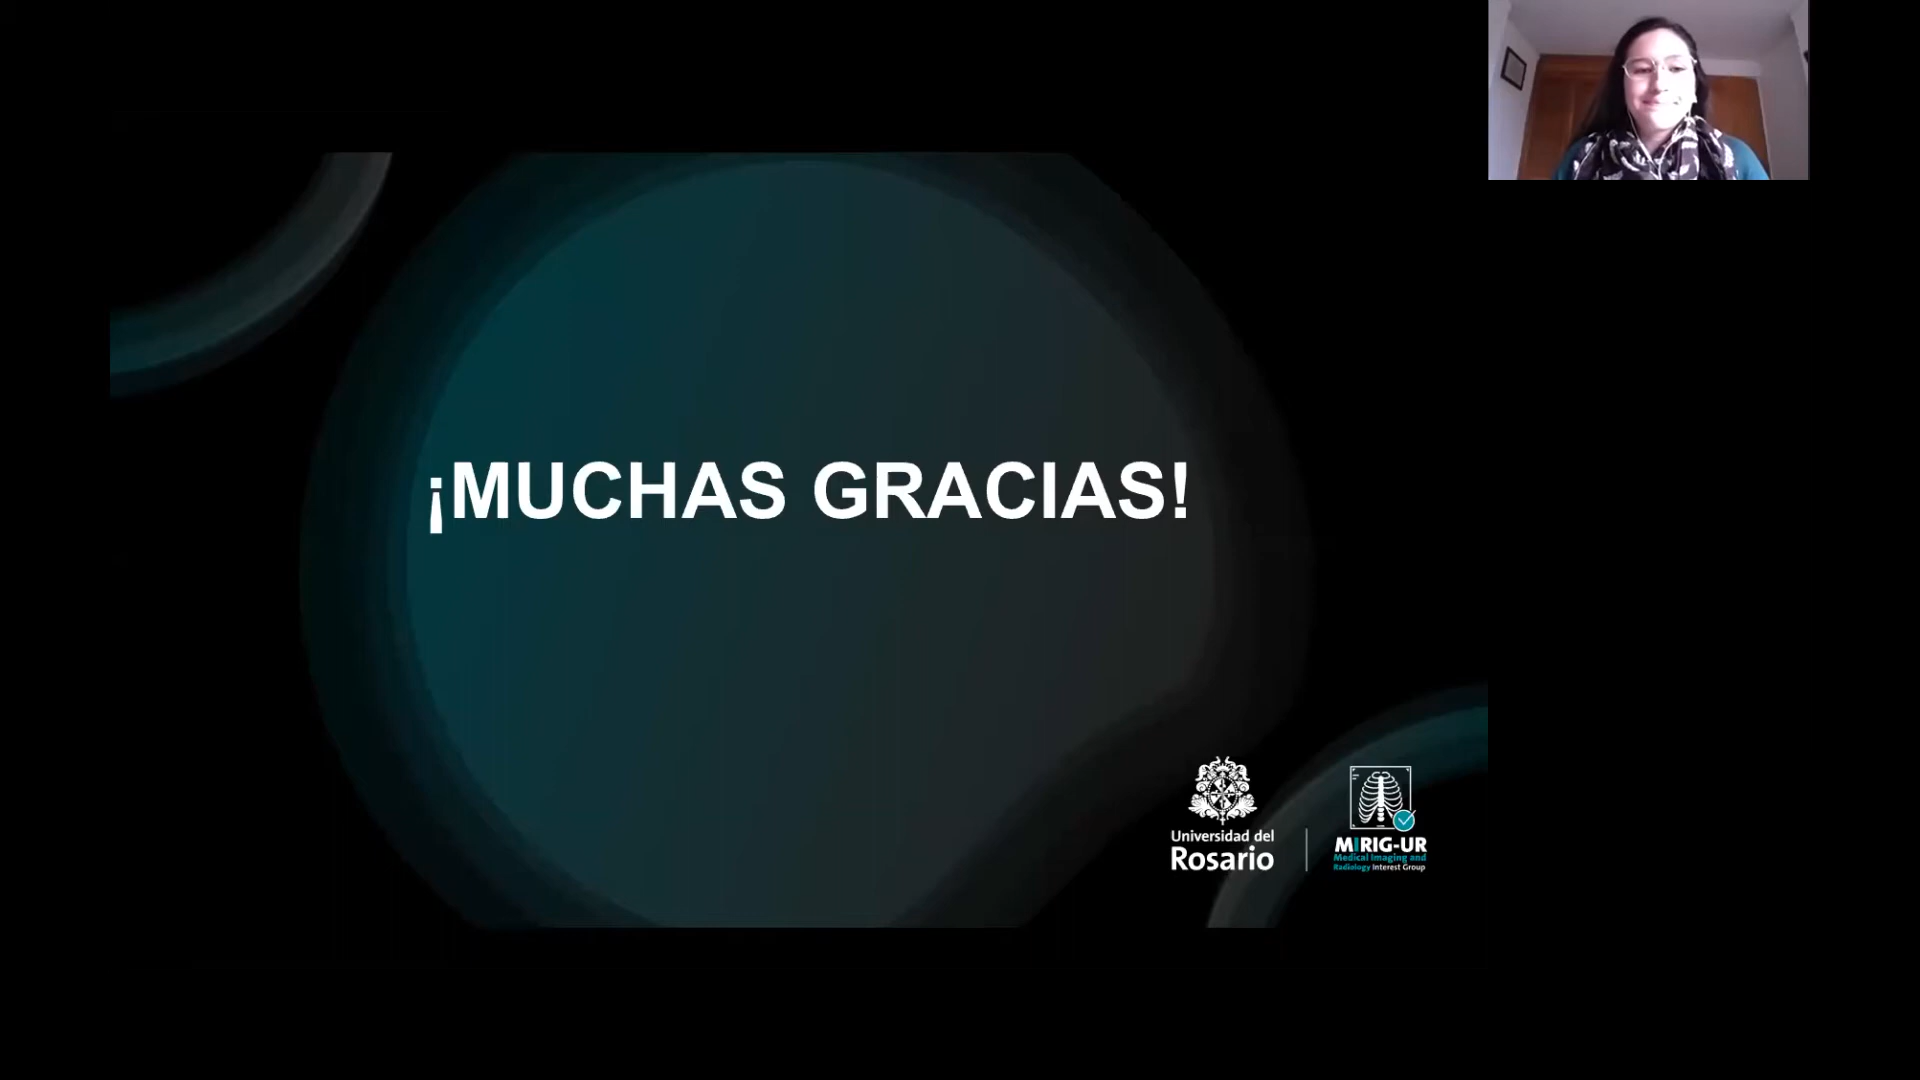 ¡MUCHAS GRACIAS!
Universidad del
Rosario
MIRIG-UR
Medical Imaging and
Radiology Interest Group